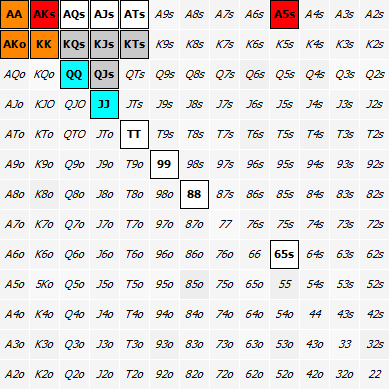 AA AKs AQs AJs ATs A9s A8s A7s A6s A5s A4s A3s A2s
AKo KK KQs KJs KTs K9s K8s K7s K6s K5s K4s K3s K2s
AQo KQo QQ QJs QTs Q9s Q8s Q7s Q6s Q5s Q4s Q3s Q2s
AJo KJO QJO JJ JTs J9s J8s J7s J6s J5s J4s J3s J2s
ATo KTo QTO JTo TT T9s T8s T7s T6s T5s T4s T3s T2s
A9o K9o Q9o J9o T9o 99 98s 97s 96s 95s 94s 93s 92s
A8o K8o Q8o J8o T8o 98o 88 87s 86s 85s 84s 83s 82s
A7o K7o Q7o J7o T7o 97o 87o 77 76s 75s 74s 73s 72s
A6o K6o Q6o J6o T6o 96o 86o 76o 66 65s 64s 63s 62s
A5o 5Ko Q5o J5o T5o 95o 85o 75o 65o 55 54s 53s 52s
A4o K4o Q4o J4o T4o 94o 84o 74o 64o 54o 44 43s 42s
A3o K3o Q3o J3o T3o 93o 83o 73o 63o 53o 43o 33 32s
A2o K2o Q2o J2o T2o 92o 82o 72o 62o 52o 42o 32o 22